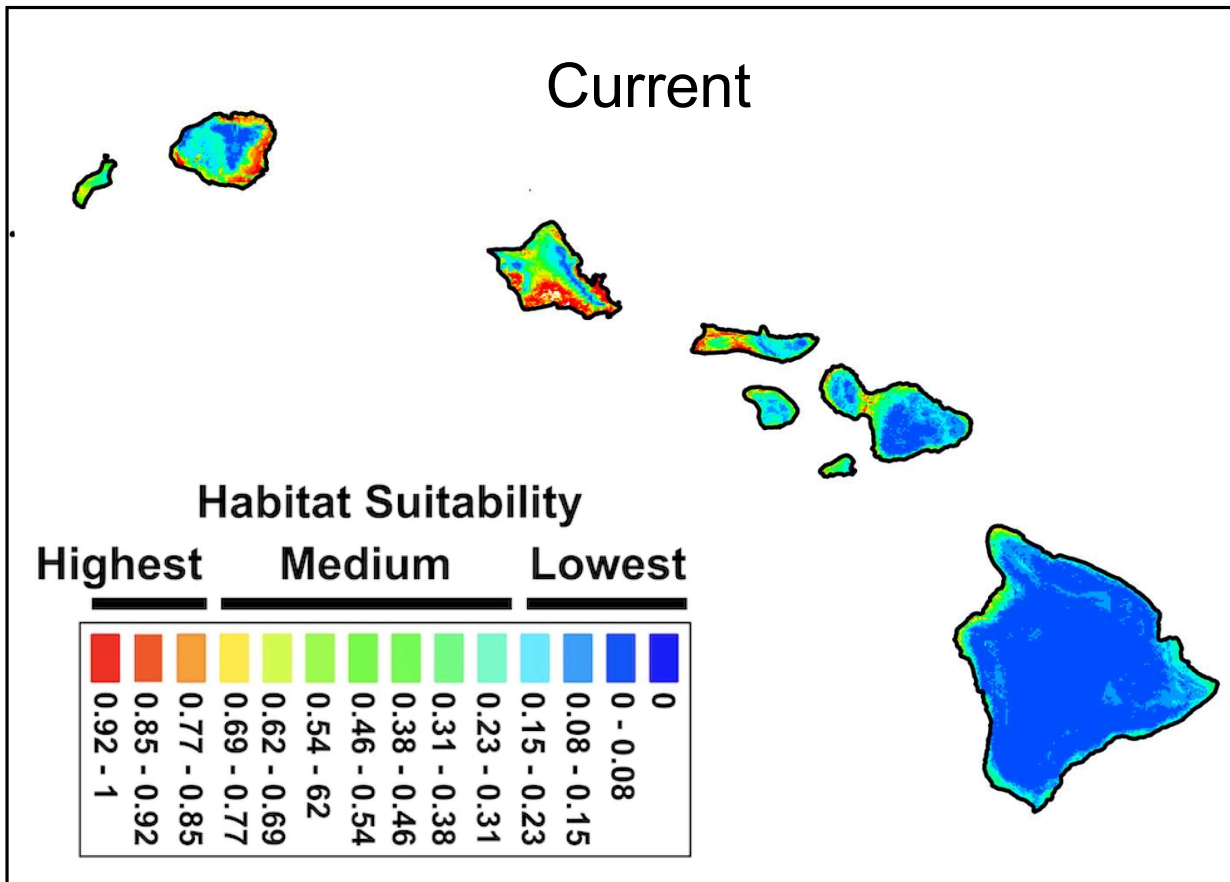 Current
Habitat Suitability
Highest Medium Lowest
0.92 - 1
0.85 - 0.92
0.77 - 0.85
0.69 - 0.77
0.62 - 0.69
0.54 - 62
0.46 - 0.54
0.38 - 0.46
0.31 - 0.38
0.23 - 0.31
0.15 - 0.23
0.08 - 0.15
0 - 0.08
0